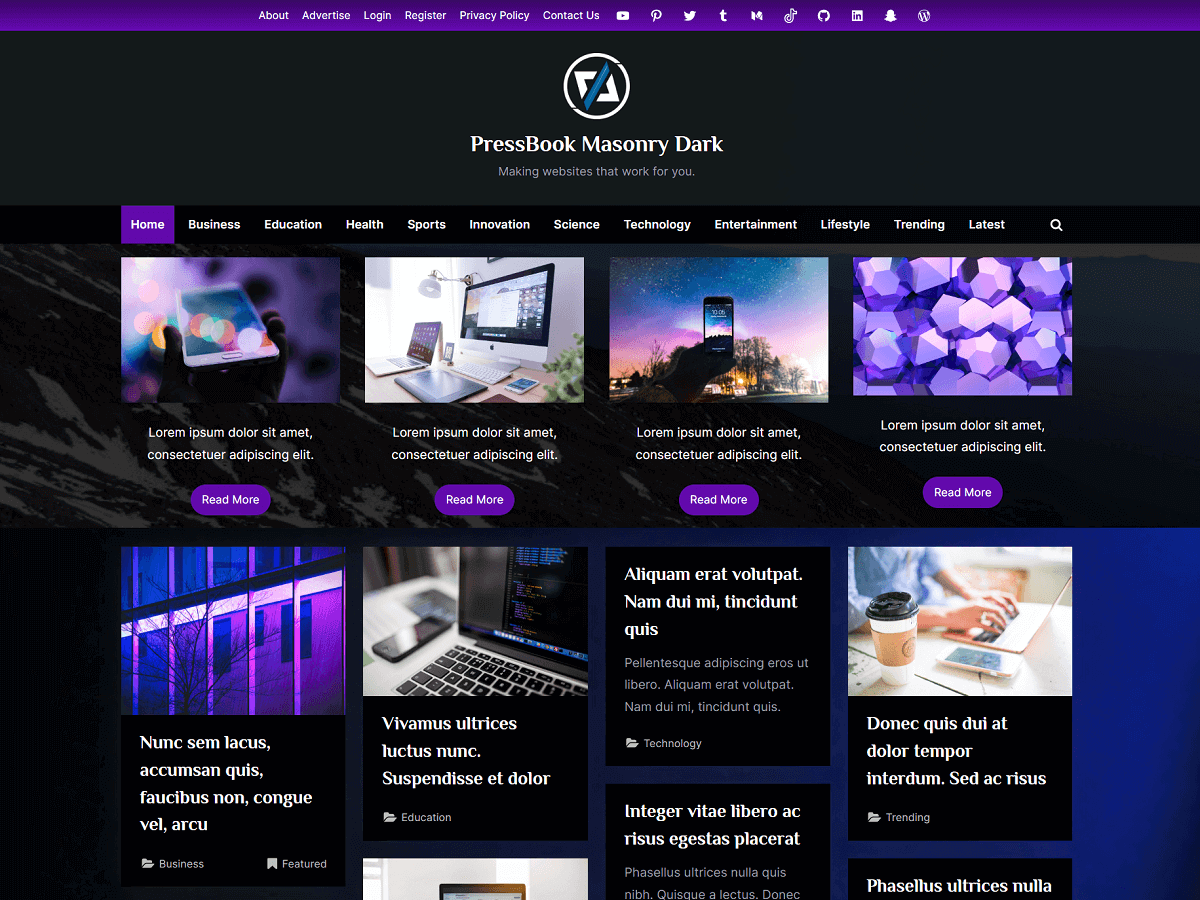 About Advertise Login Register Privacy Policy Contact Us
PressBook Masonry Dark
Making websites that work for you.
Home Business Education Health Sports Innovation Science Technology Entertainment Lifestyle Trending Latest
Lorem ipsum dolor sit amet,
consectetuer adipiscing elit.
Read More
Lorem ipsum dolor sit amet,
consectetuer adipiscing elit.
Read More
10:05
Lorem ipsum dolor sit amet,
consectetuer adipiscing elit.
Read More
Lorem ipsum dolor sit amet,
consectetuer adipiscing elit.
Read More
Nunc sem lacus,
accumsan quis,
faucibus non, congue
vel, arcu
Business Featured
Vivamus ultrices
luctus nunc.
Suspendisse et dolor
Education
Aliquam erat volutpat.
Nam dui mi, tincidunt
quis
Pellentesque adipiscing eros ut
libero. Aliquam erat volutpat.
Nam dui mi, tincidunt quis.
Technology
Integer vitae libero ac
risus egestas placerat
Phasellus ultrices nulla quis
nibh. Quisque a lectus. Donec
Donec quis dui at
dolor tempor
interdum. Sed ac risus
Trending
Phasellus ultrices nulla